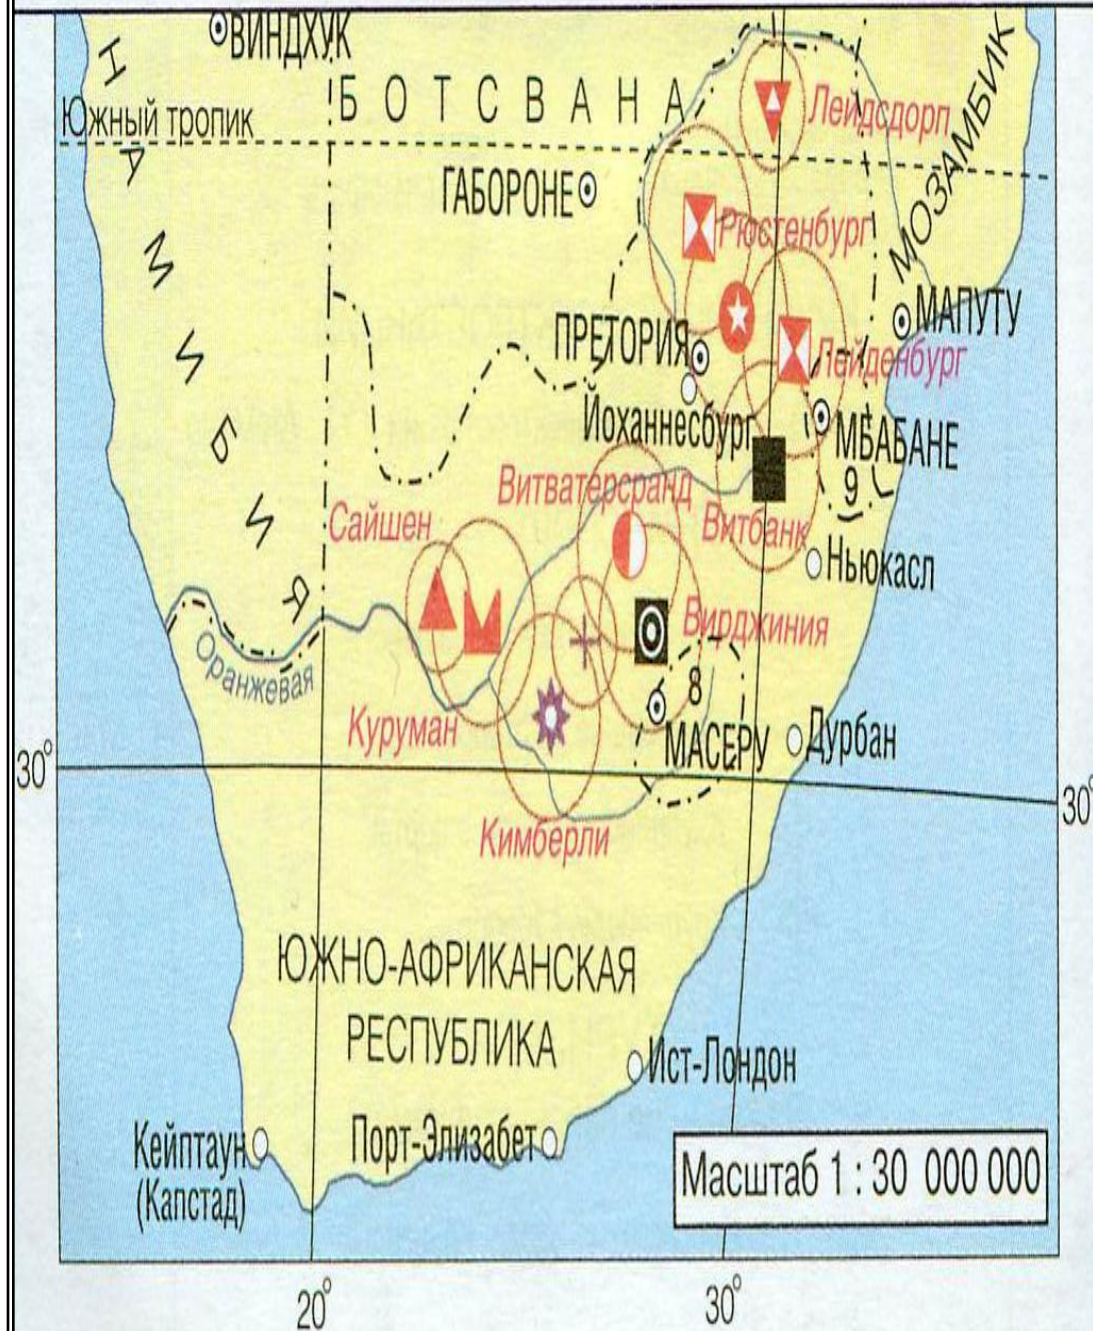 ВИНДХУК
БОТСВАНА
Лейдсдорп
МОЗАМБИК
Южный тропик
НАМИБИЯ
ГАБОРОНЕ
Рюстенбург
МАПУТУ
ПРЕТОРИЯ
Лейденбург
Йоханнесбург
МБАБАНЕ
Витватерсранд
9
Сайшен
Витбанк
Ньюкасл
Вирджиния
Оранжевая
8
Куруман
МАСЕРУ
Дурбан
30°
30°
Кимберли
ЮЖНО-АФРИКАНСКАЯ
РЕСПУБЛИКА
Ист-Лондон
Кейптаун
(Капстад)
Порт-Элизабет
Масштаб 1 : 30 000 000
20°
30°